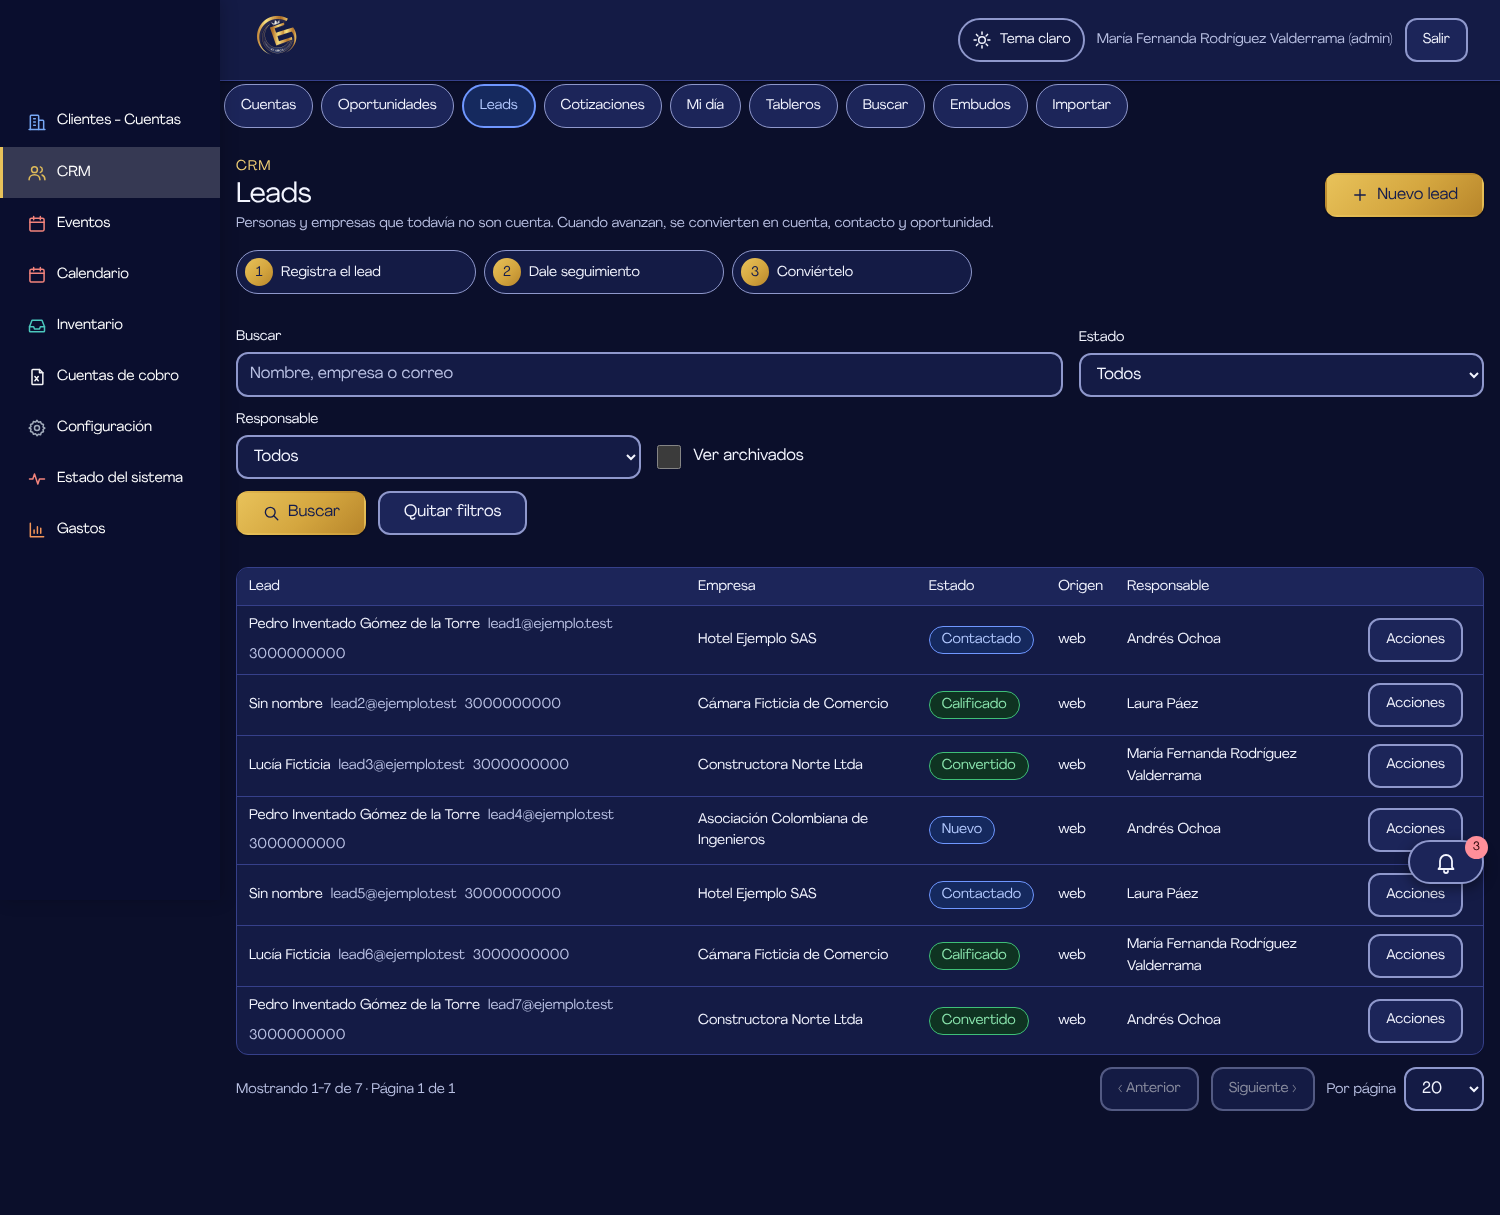 Tema claro
María Fernanda Rodríguez Valderrama (admin)
Salir
Clientes - Cuentas
CRM
Eventos
Calendario
Inventario
Cuentas de cobro
Configuración
Estado del sistema
Gastos
Cuentas
Oportunidades
Leads
Cotizaciones
Mi día
Tableros
Buscar
Embudos
Importar
CRM
Leads
Personas y empresas que todavía no son cuenta. Cuando avanzan, se convierten en cuenta, contacto y oportunidad.
Nuevo lead
1 Registra el lead
2 Dale seguimiento
3 Conviértelo
Buscar
Nombre, empresa o correo
Estado
Todos
Responsable
Todos
Ver archivados
Buscar
Quitar filtros
Lead Empresa Estado Origen Responsable
Pedro Inventado Gómez de la Torre lead1@ejemplo.test
3000000000
Hotel Ejemplo SAS Contactado web Andrés Ochoa Acciones
Sin nombre lead2@ejemplo.test 3000000000 Cámara Ficticia de Comercio Calificado web Laura Páez Acciones
Lucía Ficticia lead3@ejemplo.test 3000000000 Constructora Norte Ltda Convertido web María Fernanda Rodríguez
Valderrama
Acciones
Pedro Inventado Gómez de la Torre lead4@ejemplo.test
3000000000
Asociación Colombiana de
Ingenieros
Nuevo web Andrés Ochoa Acciones
3
Sin nombre lead5@ejemplo.test 3000000000 Hotel Ejemplo SAS Contactado web Laura Páez Acciones
Lucía Ficticia lead6@ejemplo.test 3000000000 Cámara Ficticia de Comercio Calificado web María Fernanda Rodríguez
Valderrama
Acciones
Pedro Inventado Gómez de la Torre lead7@ejemplo.test
3000000000
Constructora Norte Ltda Convertido web Andrés Ochoa Acciones
Mostrando 1-7 de 7 · Página 1 de 1
‹ Anterior
Siguiente ›
Por página
20